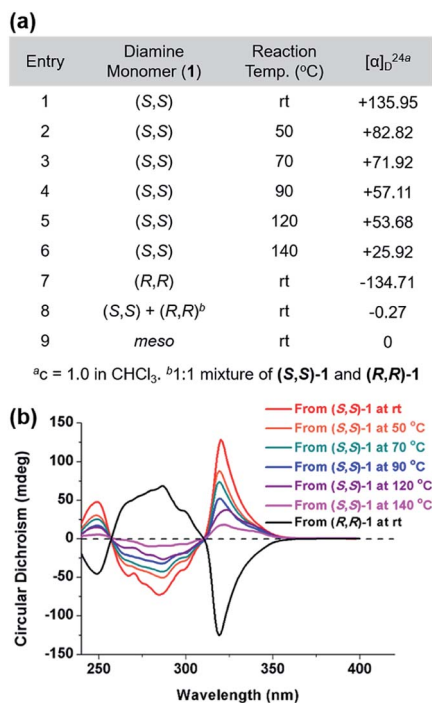 (a)
Entry Diamine Monomer (1) Reaction Temp. (°C) [α]D24a
1 (S,S) rt +135.95
2 (S,S) 50 +82.82
3 (S,S) 70 +71.92
4 (S,S) 90 +57.11
5 (S,S) 120 +53.68
6 (S,S) 140 +25.92
7 (R,R) rt -134.71
8 (S,S) + (R,R)b rt -0.27
9 meso rt 0
ac = 1.0 in CHCl3. b1:1 mixture of (S,S)-1 and (R,R)-1
(b)
Circular Dichroism (mdeg)
150
100
50
0
-50
-100
-150
From (S,S)-1 at rt
From (S,S)-1 at 50 °C
From (S,S)-1 at 70 °C
From (S,S)-1 at 90 °C
From (S,S)-1 at 120 °C
From (S,S)-1 at 140 °C
From (R,R)-1 at rt
250 300 350 400
Wavelength (nm)